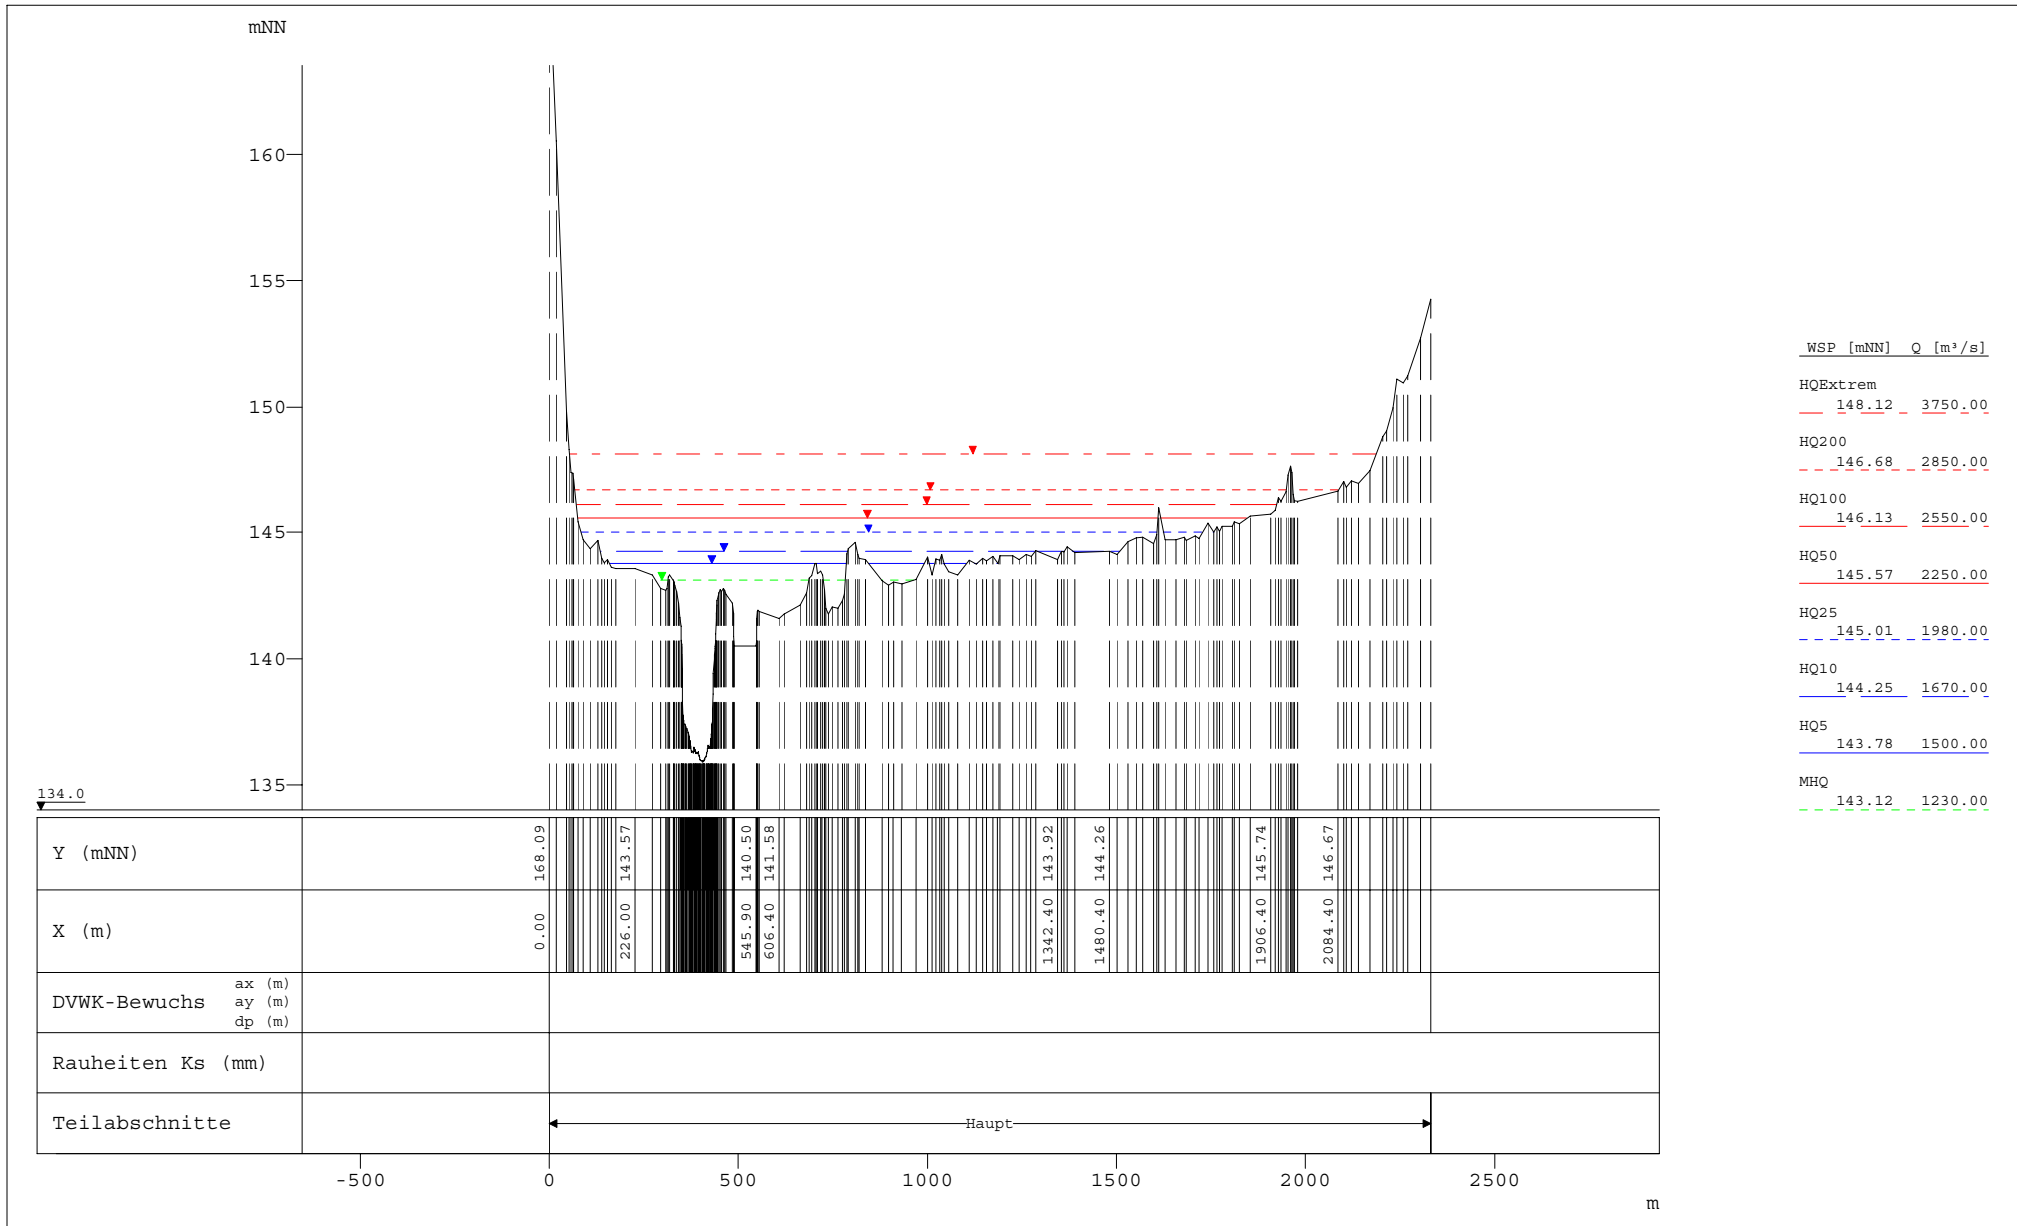 mNN
160
155
150
145
140
135
134.0
WSP [mNN] Q [m³/s]
HQExtrem
148.12 3750.00
HQ200
146.68 2850.00
HQ100
146.13 2550.00
HQ50
145.57 2250.00
HQ25
145.01 1980.00
HQ10
144.25 1670.00
HQ5
143.78 1500.00
MHQ
143.12 1230.00
Y (mNN) 168.09 143.57 140.50 141.58 143.92 144.26 145.74 146.67
X (m) 0.00 226.00 545.90 606.40 1342.40 1480.40 1906.40 2084.40
DVWK-Bewuchs
ax (m)
ay (m)
dp (m)
Rauheiten Ks (mm)
Teilabschnitte
Haupt
-500 0 500 1000 1500 2000 2500
m